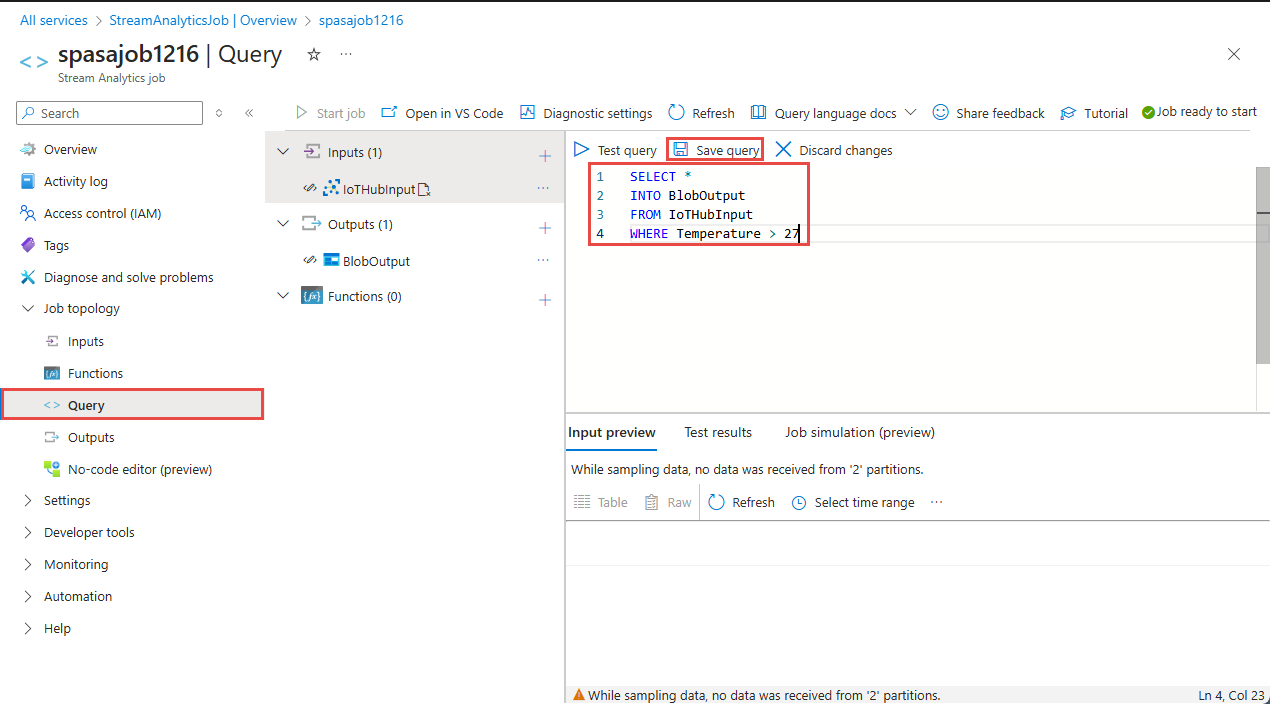 All services > StreamAnalyticsJob | Overview > spasajob1216
spasajob1216 | Query
Stream Analytics job
Search
Start job
Open in VS Code
Diagnostic settings
Refresh
Query language docs
Share feedback
Tutorial
Job ready to start
Overview
Activity log
Access control (IAM)
Tags
Diagnose and solve problems
Job topology
Inputs
Functions
Query
Outputs
No-code editor (preview)
Settings
Developer tools
Monitoring
Automation
Help
Inputs (1)
IoTHubInput
Outputs (1)
BlobOutput
Functions (0)
Test query
Save query
Discard changes
1 SELECT *
2 INTO BlobOutput
3 FROM IoTHubInput
4 WHERE Temperature > 27
Input preview
Test results
Job simulation (preview)
While sampling data, no data was received from '2' partitions.
Table
Raw
Refresh
Select time range
While sampling data, no data was received from '2' partitions.
Ln 4, Col 23